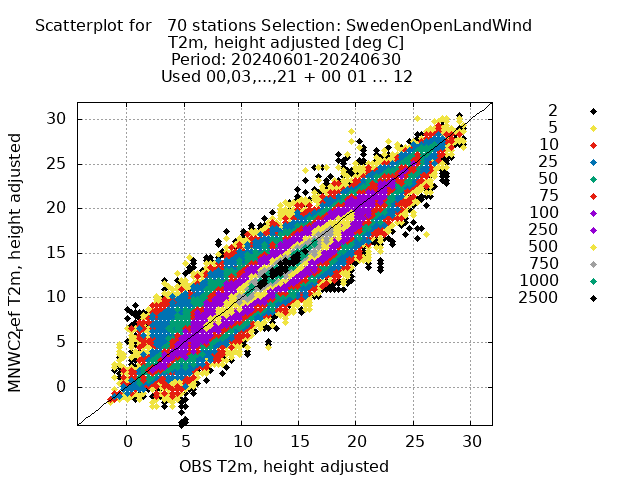 Scatterplot for   70 stations Selection: SwedenOpenLandWind
T2m, height adjusted [deg C]
Period: 20240601-20240630
Used 00,03,...,21 + 00 01 ... 12
30
25
20
15
10
5
0
MNWC2ref T2m, height adjusted
0 5 10 15 20 25 30
OBS T2m, height adjusted
2
5
10
25
50
75
100
250
500
750
1000
2500